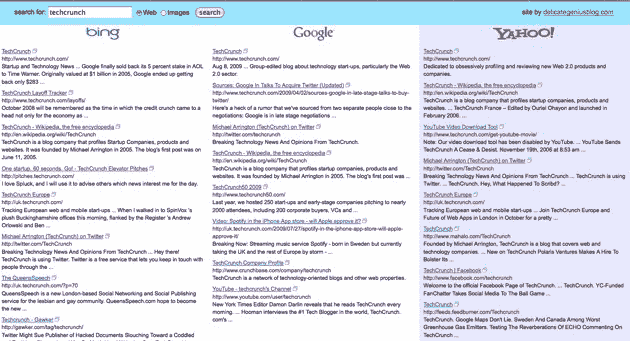 search for: techcrunch Web Images search for: site by delicategeniusblog.com
bing
TechCrunch
http://www.techcrunch.com/
Startup and Technology News ... Google finally sold back its 5 percent stake in AOL
to Time Warner. Originally valued at $1 billion in 2005, Google ended up getting
back only $283 ...
TechCrunch Layoff Tracker
http://www.techcrunch.com/layoffs/
October 2008 will be remembered as the time in which the credit crunch came to a
head not only for the economy as ...
TechCrunch - Wikipedia, the free encyclopedia
http://en.wikipedia.org/wiki/TechCrunch
TechCrunch is a blog that profiles startup Companies, products and
websites. It was founded by Michael Arrington in 2005. The blog's first post was on
June 11, 2005.
One startup, 60 seconds, Go! - TechCrunch Elevator Pitches
http://pitches.techcrunch.com/
I love Spluck, and I will use it to advise others which news interest me for the day.
TechCrunch Europe
http://uk.techcrunch.com/
Tracking European web and mobile start-ups ... When I walked in to Spinvox 's
plush Buckinghamshire offices this morning, flanked by the Register 's Andrew
Orlowski and Ben ...
Michael Arrington (TechCrunch) on Twitter
http://twitter.com/TechCrunch
Breaking Technology News And Opinions From TechCrunch ... Hey there!
TechCrunch is using Twitter. Twitter is a free service that lets you keep in touch with
people through the ...
The QueensSpeech
http://uk.techcrunch.com/?p=70
QueensSpeech is a new London-based Social Networking and Social Publishing
service for the lesbian and gay community. QueensSpeech.com hope to become
the new ...
Techcrunch - Gawker
http://gawker.com/tag/techcrunch/
Twitter Might Sue Publisher of Hacked Documents Slouching Toward a Coddled
Google
TechCrunch
http://www.techcrunch.com/
Aug 8, 2009 ... Group-edited blog about technology start-ups, particularly the Web
2.0 sector.
Sources: Google In Talks To Acquire Twitter (Updated)
http://www.techcrunch.com/2009/04/02/sources-google-in-late-stage-talks-to-buy-
twitter/
Here's a heck of a rumor that we've sourced from two separate people close to the
negotiations: Google is in late stage negotiations ...
Michael Arrington (TechCrunch) on Twitter
http://twitter.com/techcrunch
Breaking Technology News And Opinions From TechCrunch.
TechCrunch - Wikipedia, the free encyclopedia
http://en.wikipedia.org/wiki/TechCrunch
TechCrunch is a blog that profiles startup companies, products and
websites. It was founded by Michael Arrington in 2005, ...
TechCrunch50 2009
http://www.techcrunch50.com/
Last year, we hosted 250 start-ups and early-stage companies pitching to nearly
2000 attendees, including 200 corporate buyers, VCs and ...
Video: Spotify in the iPhone App store - will Apple approve it?
http://uk.techcrunch.com/2009/07/27/spotify-in-the-iphone-app-store-will-apple-
approve-it/
Breaking Now: Streaming music service Spotify - born in Sweden but currently
taking the UK and the rest of Europe by storm - ...
TechCrunch Company Profile
http://www.crunchbase.com/company/techcrunch
TechCrunch is a network of technology-oriented blogs and other web properties.
YouTube - techcrunch's Channel
http://www.youtube.com/user/techcrunch
New York Times Editor Damon Darlin reveals that he reads TechCrunch every
morning. ... Hooman interviews the #1 Tech Blogger in the world, TechCrunch.
com's ...
YAHOO!
TechCrunch
http://www.techcrunch.com/
Dedicated to obsessively profiling and reviewing new Web 2.0 products and
companies.
TechCrunch - Wikipedia, the free encyclopedia
http://en.wikipedia.org/wiki/TechCrunch
TechCrunch is a blog company that profiles startup companies, products and
websites. ... TechCrunch France - Edited by Ouriel Ohayon and launched in
February 2006. ...
YouTube Video Download Tool
http://www.techcrunch.com/get-youtube-movie/
Note: Our video download tool has been disabled by YouTube. ... YouTube Sends
TechCrunch A Cease & Desist. November 19th, 2006 at 8:53 am ...
Michael Arrington (TechCrunch) on Twitter
http://twitter.com/techcrunch
Breaking Technology News And Opinions From TechCrunch ... TechCrunch is using
Twitter. ... TechCrunch. Hey, What Happened To Scribd? ...
TechCrunch Europe
http://uk.techcrunch.com/
Tracking European web and mobile start-ups ... Join TechCrunch Europe and
Future of Web Apps in London in October for a pretty ...
TechCrunch
http://www.mahalo.com/Techcrunch
Founded by Michael Arrington, TechCrunch is a blog that covers web and
technology companies. ... New on TechCrunch Polaris Ventures Makes A Hire To
Bolster Its ...
TechCrunch | Facebook
http://www.facebook.com/techcrunch
Welcome to the official Facebook Page of TechCrunch. ... TechCrunch. YC-Funded
FanChatter Takes Social Media To The Ball Game ...
TechCrunch
http://feeds.feedburner.com/Techcrunch
TechCrunch. Google Maps Don't Lie. Sweden And Canada Among Worst
Greenhouse Gas Emitters. Testing The Reverberations Of ECHO Commenting On
TechCrunch ...